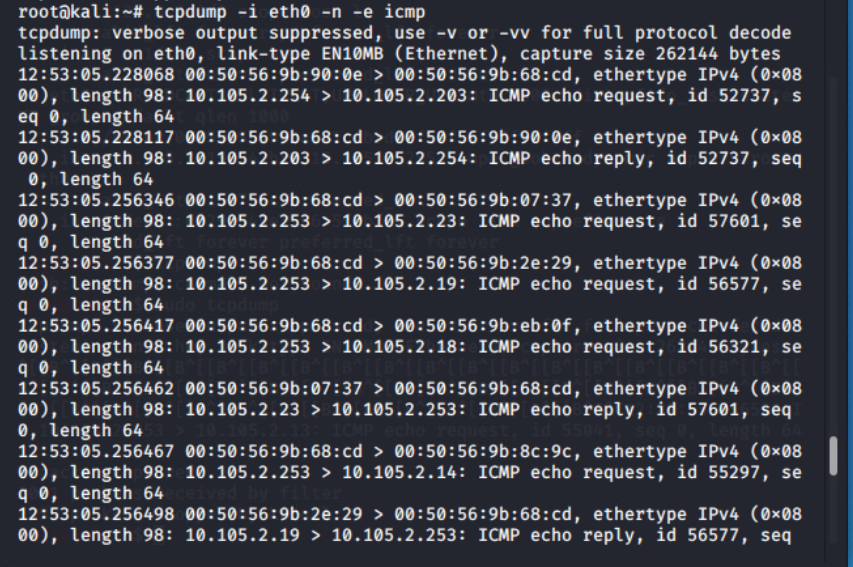 root@kali:~# tcpdump -i eth0 -n -e icmp
tcpdump: verbose output suppressed, use -v or -vv for full protocol decode
listening on eth0, link-type EN10MB (Ethernet), capture size 262144 bytes
12:53:05.228068 00:50:56:9b:90:0e > 00:50:56:9b:68:cd, ethertype IPv4 (0×08
00), length 98: 10.105.2.254 > 10.105.2.203: ICMP echo request, id 52737, s
eq 0, length 64
12:53:05.228117 00:50:56:9b:68:cd > 00:50:56:9b:90:0e, ethertype IPv4 (0×08
00), length 98: 10.105.2.203 > 10.105.2.254: ICMP echo reply, id 52737, seq
 0, length 64
12:53:05.256346 00:50:56:9b:68:cd > 00:50:56:9b:07:37, ethertype IPv4 (0×08
00), length 98: 10.105.2.253 > 10.105.2.23: ICMP echo request, id 57601, se
q 0, length 64
12:53:05.256377 00:50:56:9b:68:cd > 00:50:56:9b:2e:29, ethertype IPv4 (0×08
00), length 98: 10.105.2.253 > 10.105.2.19: ICMP echo request, id 56577, se
q 0, length 64
12:53:05.256417 00:50:56:9b:68:cd > 00:50:56:9b:eb:0f, ethertype IPv4 (0×08
00), length 98: 10.105.2.253 > 10.105.2.18: ICMP echo request, id 56321, se
q 0, length 64
12:53:05.256462 00:50:56:9b:07:37 > 00:50:56:9b:68:cd, ethertype IPv4 (0×08
00), length 98: 10.105.2.23 > 10.105.2.253: ICMP echo reply, id 57601, seq
0, length 64
12:53:05.256467 00:50:56:9b:68:cd > 00:50:56:9b:8c:9c, ethertype IPv4 (0×08
00), length 98: 10.105.2.253 > 10.105.2.14: ICMP echo request, id 55297, se
q 0, length 64
12:53:05.256498 00:50:56:9b:2e:29 > 00:50:56:9b:68:cd, ethertype IPv4 (0×08
00), length 98: 10.105.2.19 > 10.105.2.253: ICMP echo reply, id 56577, seq